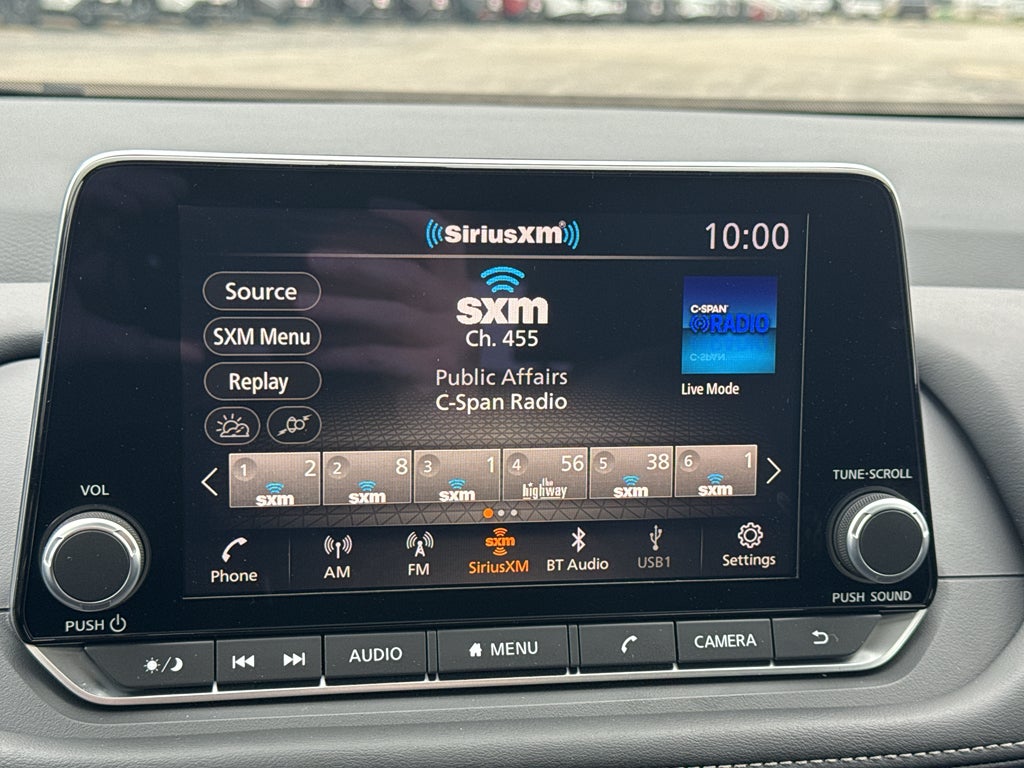 SiriusXM
10:00
Source
SXM Menu
Replay
sxm
Ch. 455
Public Affairs
C-Span Radio
C-SPAN
RADIO
C-SPAN
Live Mode
1 2 sxm
2 8 sxm
3 1 sxm
4 56 the highway
5 38 sxm
6 1 sxm
Phone
AM
FM
sxm
SiriusXM
BT Audio
USB1
Settings
VOL
PUSH
TUNE·SCROLL
PUSH SOUND
AUDIO
MENU
CAMERA